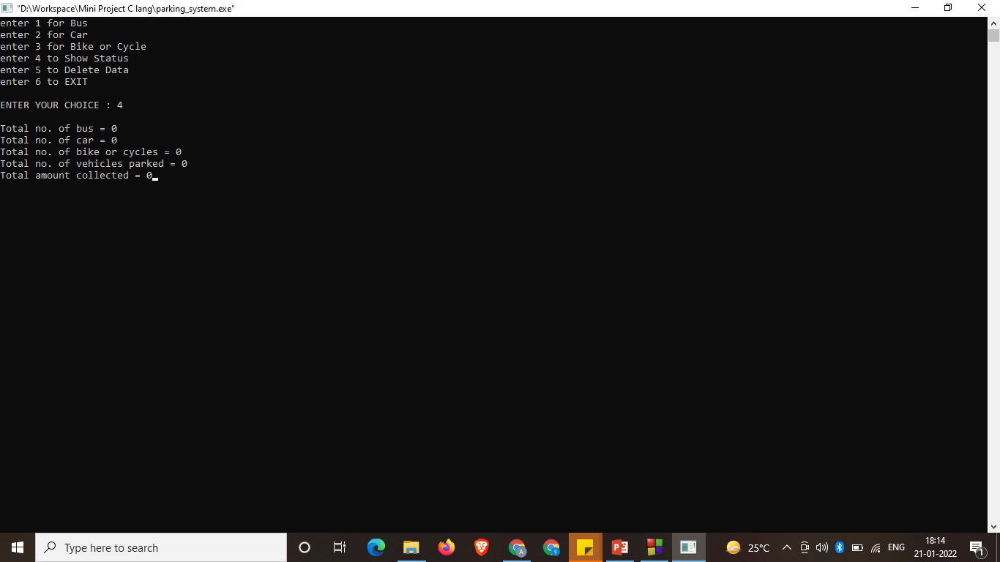 "D:\Workspace\Mini Project C lang\parking_system.exe"
enter 1 for Bus
enter 2 for Car
enter 3 for Bike or Cycle
enter 4 to Show Status
enter 5 to Delete Data
enter 6 to EXIT
ENTER YOUR CHOICE : 4
Total no. of bus = 0
Total no. of car = 0
Total no. of bike or cycles = 0
Total no. of vehicles parked = 0
Total amount collected = 0
Type here to search
A
S
25°C
ENG
18:14
21-01-2022
1